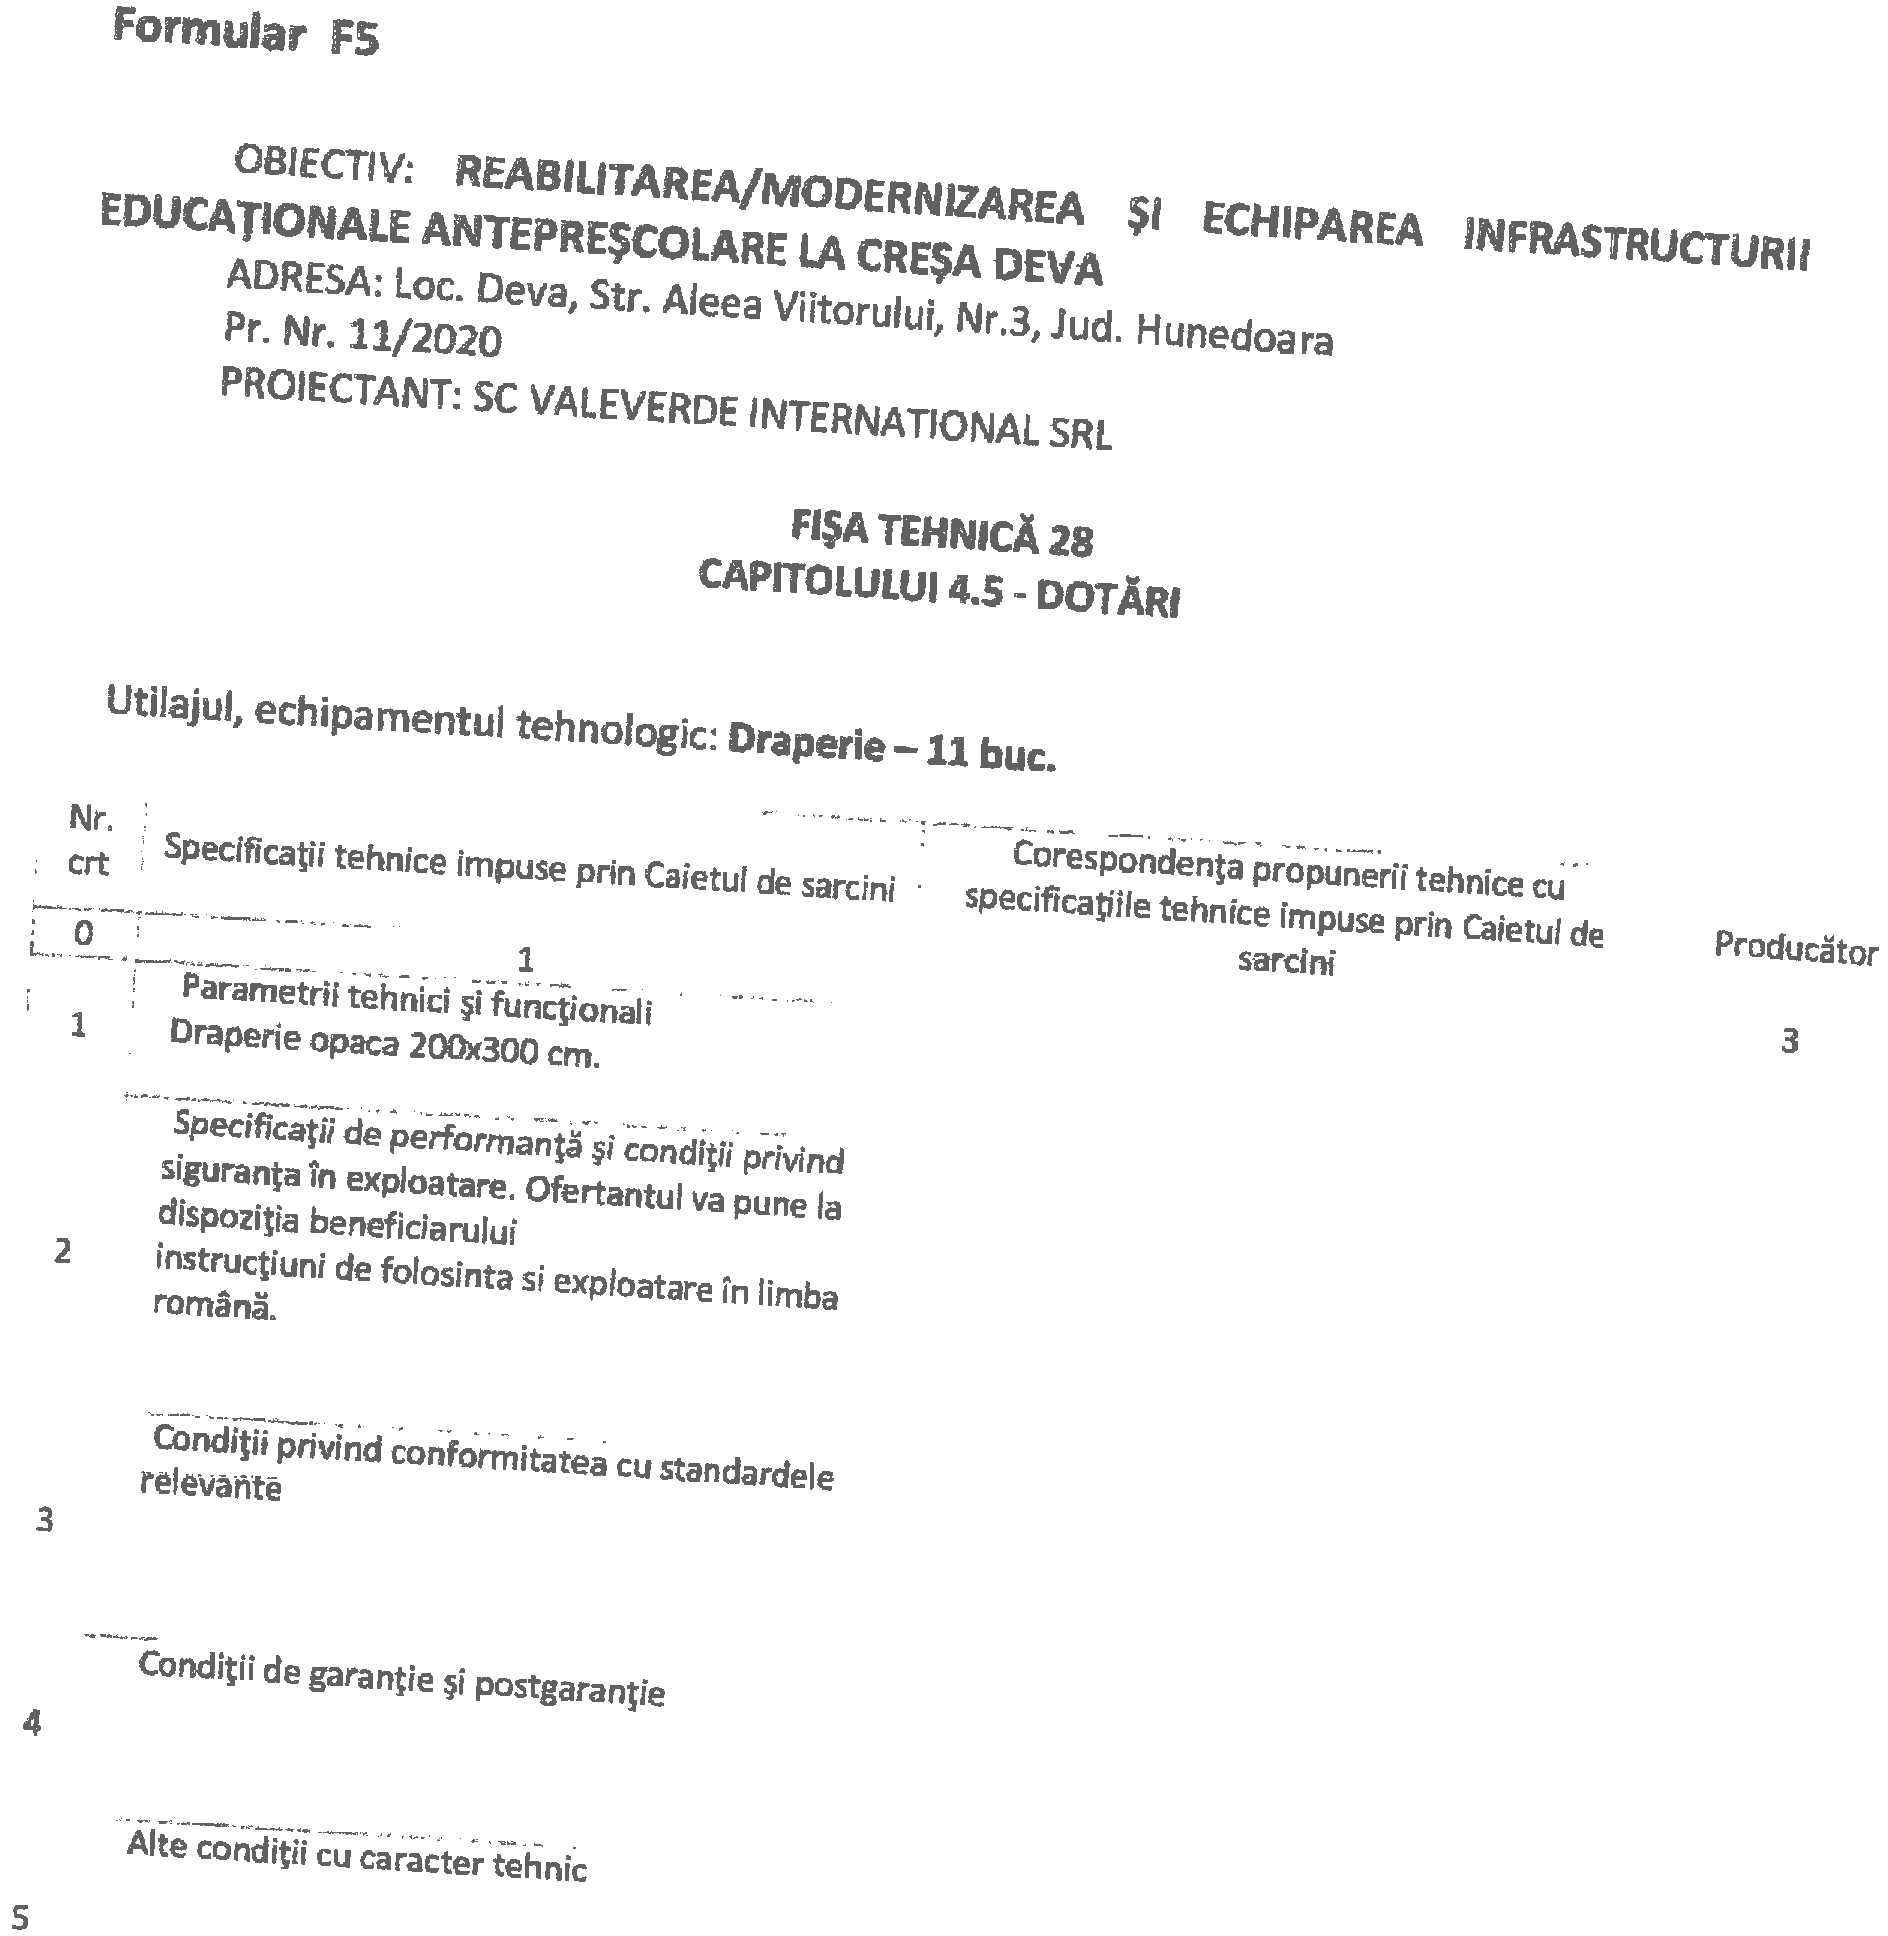 Formular F5
OBIECTIV: REABILITAREA/MODERNIZAREA ŞI ECHIPAREA INFRASTRUCTURII
EDUCAŢIONALE ANTEPREŞCOLARE LA CREŞA DEVA
ADRESA: Loc. Deva, Str. Aleea Viitorului, Nr.3, Jud. Hunedoara
Pr. Nr. 11/2020
PROIECTANT: SC VALEVERDE INTERNATIONAL SRL
FIŞA TEHNICĂ 28
CAPITOLULUI 4.5 - DOTĂRI
Utilajul, echipamentul tehnologic: Draperie – 11 buc.
Nr.
crt
Specificaţii tehnice impuse prin Caietul de sarcini
Corespondenţa propunerii tehnice cu
specificaţiile tehnice impuse prin Caietul de
sarcini
Producător
0
1
3
1
Parametrii tehnici şi funcţionali
Draperie opaca 200x300 cm.
2
Specificaţii de performanţă şi condiţii privind
siguranţa în exploatare. Ofertantul va pune la
dispoziţia beneficiarului
instrucţiuni de folosinta si exploatare în limba
română.
3
Condiţii privind conformitatea cu standardele
relevante
4
Condiţii de garanţie şi postgaranţie
5
Alte condiţii cu caracter tehnic